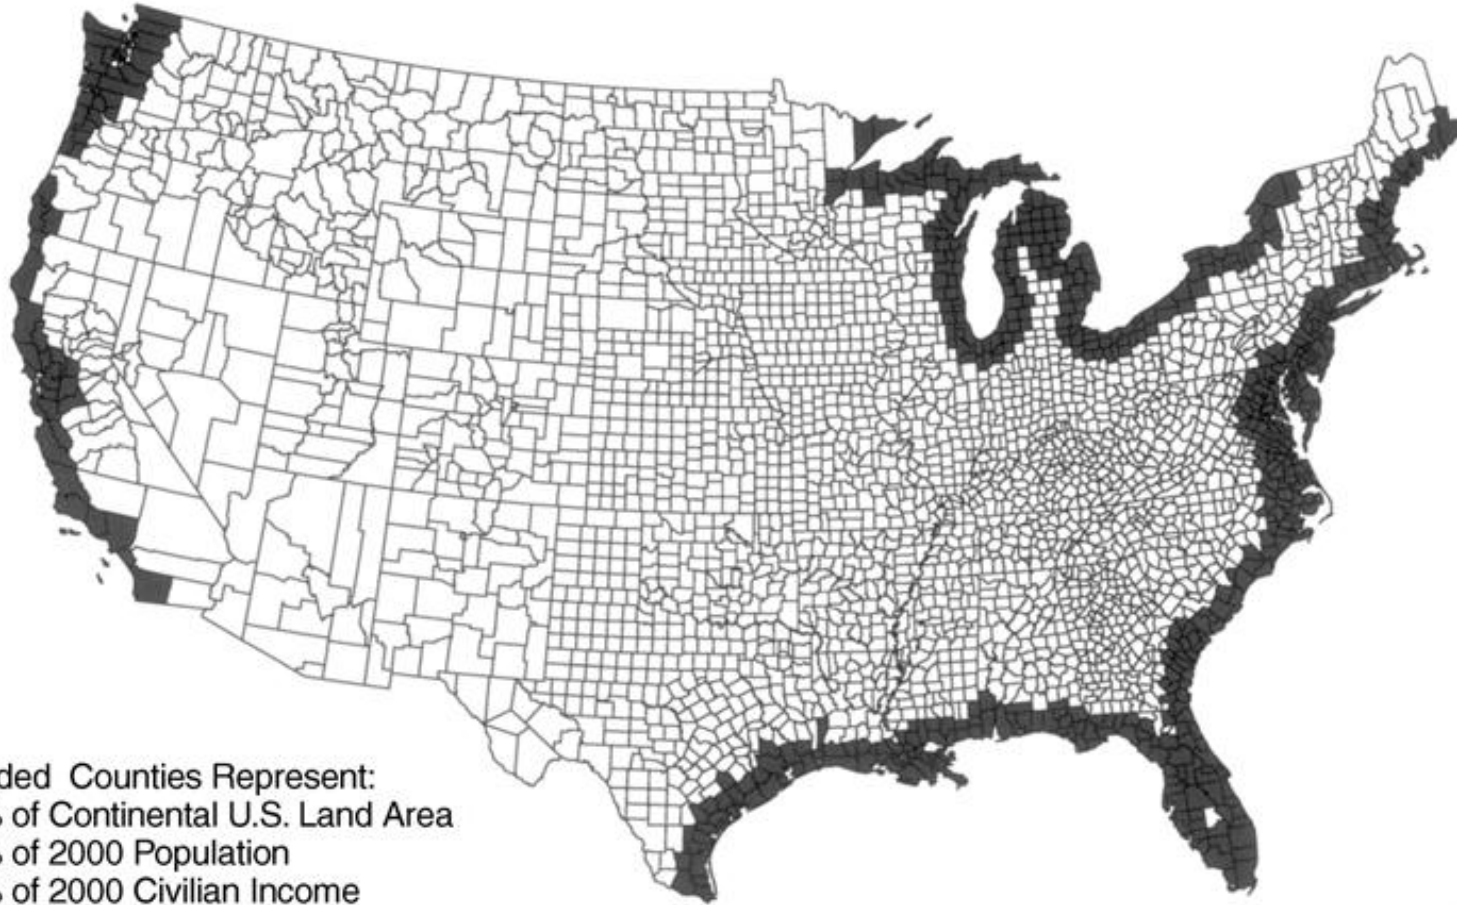 ded Counties Represent:
% of Continental U.S. Land Area
% of 2000 Population
% of 2000 Civilian Income